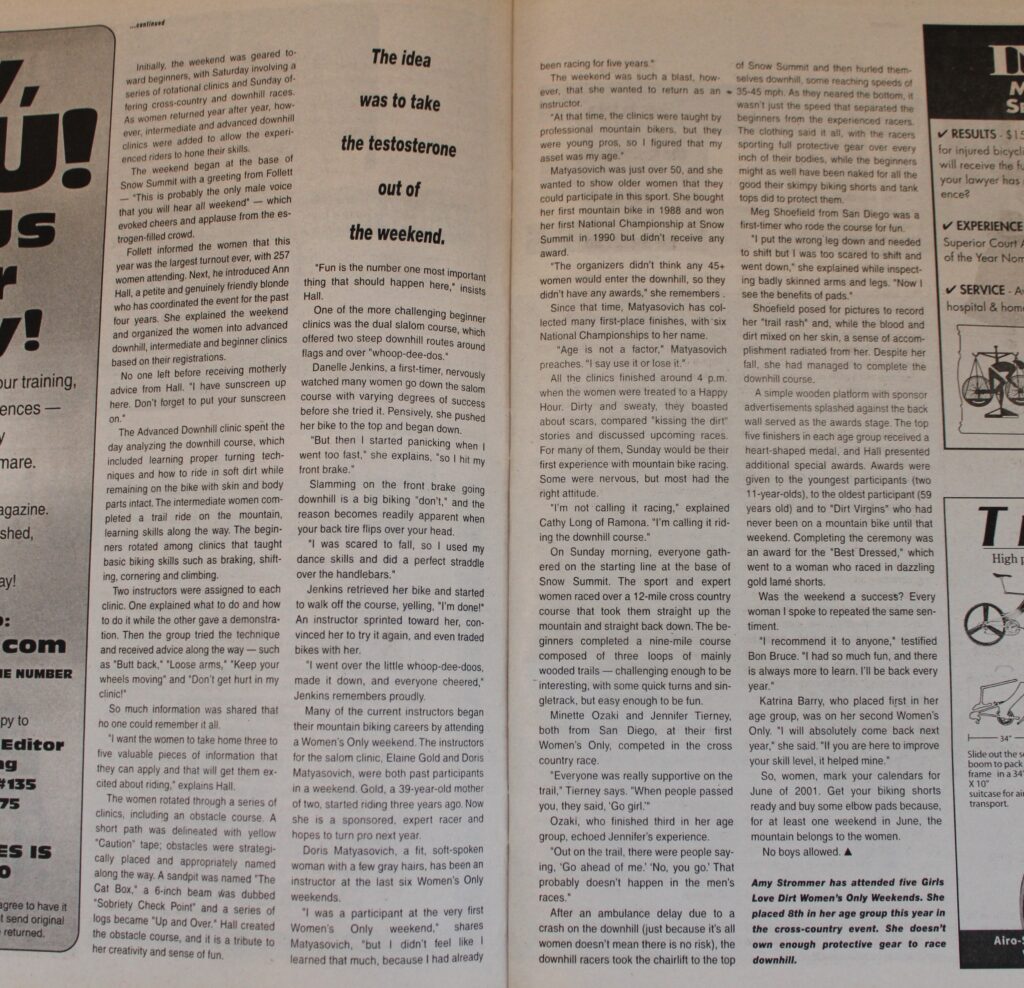 ...continued
Initially, the weekend was geared to-
ward beginners, with Saturday involving a
series of rotational clinics and Sunday of-
fering cross-country and downhill races.
As women returned year after year, how-
ever, intermediate and advanced downhill
clinics were added to allow the experi-
enced riders to hone their skills.
The weekend began at the base of
Snow Summit with a greeting from Follett
— "This is probably the only male voice
that you will hear all weekend" — which
evoked cheers and applause from the es-
trogen-filled crowd.
Follett informed the women that this
year was the largest turnout ever, with 257
women attending. Next, he introduced Ann
Hall, a petite and genuinely friendly blonde
who has coordinated the event for the past
four years. She explained the weekend
and organized the women into advanced
downhill, intermediate and beginner clinics
based on their registrations.
No one left before receiving motherly
advice from Hall. "I have sunscreen up
here. Don't forget to put your sunscreen
on."
The Advanced Downhill clinic spent the
day analyzing the downhill course, which
included learning proper turning tech-
niques and how to ride in soft dirt while
remaining on the bike with skin and body
parts intact. The intermediate women com-
pleted a trail ride on the mountain,
learning skills along the way. The begin-
ners rotated among clinics that taught
basic biking skills such as braking, shift-
ing, cornering and climbing.
Two instructors were assigned to each
clinic. One explained what to do and how
to do it while the other gave a demonstra-
tion. Then the group tried the technique
and received advice along the way — such
as "Butt back," "Loose arms," "Keep your
wheels moving" and "Don't get hurt in my
clinic!"
So much information was shared that
no one could remember it all.
"I want the women to take home three to
five valuable pieces of information that
they can apply and that will get them ex-
cited about riding," explains Hall.
The women rotated through a series of
clinics, including an obstacle course. A
short path was delineated with yellow
"Caution" tape; obstacles were strategi-
cally placed and appropriately named
along the way. A sandpit was named "The
Cat Box," a 6-inch beam was dubbed
"Sobriety Check Point" and a series of
logs became "Up and Over." Hall created
the obstacle course, and it is a tribute to
her creativity and sense of fun.
The idea
was to take
the testosterone
out of
the weekend.
"Fun is the number one most important
thing that should happen here," insists
Hall.
One of the more challenging beginner
clinics was the dual slalom course, which
offered two steep downhill routes around
flags and over "whoop-dee-dos."
Danelle Jenkins, a first-timer, nervously
watched many women go down the salom
course with varying degrees of success
before she tried it. Pensively, she pushed
her bike to the top and began down.
"But then I started panicking when I
went too fast," she explains, "so I hit my
front brake."
Slamming on the front brake going
downhill is a big biking "don't," and the
reason becomes readily apparent when
your back tire flips over your head.
"I was scared to fall, so I used my
dance skills and did a perfect straddle
over the handlebars."
Jenkins retrieved her bike and started
to walk off the course, yelling, "I'm done!"
An instructor sprinted toward her, con-
vinced her to try it again, and even traded
bikes with her.
"I went over the little whoop-dee-doos,
made it down, and everyone cheered,"
Jenkins remembers proudly.
Many of the current instructors began
their mountain biking careers by attending
a Women's Only weekend. The instructors
for the salom clinic, Elaine Gold and Doris
Matyasovich, were both past participants
in a weekend. Gold, a 39-year-old mother
of two, started riding three years ago. Now
she is a sponsored, expert racer and
hopes to turn pro next year.
Doris Matyasovich, a fit, soft-spoken
woman with a few gray hairs, has been an
instructor at the last six Women's Only
weekends.
"I was a participant at the very first
Women's Only weekend," shares
Matyasovich, "but I didn't feel like I
learned that much, because I had already
been racing for five years."
The weekend was such a blast, how-
ever, that she wanted to return as an
instructor.
"At that time, the clinics were taught by
professional mountain bikers, but they
were young pros, so I figured that my
asset was my age."
Matyasovich was just over 50, and she
wanted to show older women that they
could participate in this sport. She bought
her first mountain bike in 1988 and won
her first National Championship at Snow
Summit in 1990 but didn't receive any
award.
"The organizers didn't think any 45+
women would enter the downhill, so they
didn't have any awards," she remembers .
Since that time, Matyasovich has col-
lected many first-place finishes, with six
National Championships to her name.
"Age is not a factor," Matyasovich
preaches. "I say use it or lose it."
All the clinics finished around 4 p.m.
when the women were treated to a Happy
Hour. Dirty and sweaty, they boasted
about scars, compared "kissing the dirt"
stories and discussed upcoming races.
For many of them, Sunday would be their
first experience with mountain bike racing.
Some were nervous, but most had the
right attitude.
"I'm not calling it racing," explained
Cathy Long of Ramona. "I'm calling it rid-
ing the downhill course."
On Sunday morning, everyone gath-
ered on the starting line at the base of
Snow Summit. The sport and expert
women raced over a 12-mile cross country
course that took them straight up the
mountain and straight back down. The be-
ginners completed a nine-mile course
composed of three loops of mainly
wooded trails — challenging enough to be
interesting, with some quick turns and sin-
gletrack, but easy enough to be fun.
Minette Ozaki and Jennifer Tierney,
both from San Diego, at their first
Women's Only, competed in the cross
country race.
"Everyone was really supportive on the
trail," Tierney says. "When people passed
you, they said, 'Go girl.'"
Ozaki, who finished third in her age
group, echoed Jennifer's experience.
"Out on the trail, there were people say-
ing, 'Go ahead of me.' 'No, you go.' That
probably doesn't happen in the men's
races."
After an ambulance delay due to a
crash on the downhill (just because it's all
women doesn't mean there is no risk), the
downhill racers took the chairlift to the top
of Snow Summit and then hurled them-
selves downhill, some reaching speeds of
35-45 mph. As they neared the bottom, it
wasn't just the speed that separated the
beginners from the experienced racers.
The clothing said it all, with the racers
sporting full protective gear over every
inch of their bodies, while the beginners
might as well have been naked for all the
good their skimpy biking shorts and tank
tops did to protect them.
Meg Shoefield from San Diego was a
first-timer who rode the course for fun.
"I put the wrong leg down and needed
to shift but I was too scared to shift and
went down," she explained while inspect-
ing badly skinned arms and legs. "Now I
see the benefits of pads."
Shoefield posed for pictures to record
her "trail rash" and, while the blood and
dirt mixed on her skin, a sense of accom-
plishment radiated from her. Despite her
fall, she had managed to complete the
downhill course.
A simple wooden platform with sponsor
advertisements splashed against the back
wall served as the awards stage. The top
five finishers in each age group received a
heart-shaped medal, and Hall presented
additional special awards. Awards were
given to the youngest participants (two
11-year-olds), to the oldest participant (59
years old) and to "Dirt Virgins" who had
never been on a mountain bike until that
weekend. Completing the ceremony was
an award for the "Best Dressed," which
went to a woman who raced in dazzling
gold lamé shorts.
Was the weekend a success? Every
woman I spoke to repeated the same sen-
timent.
"I recommend it to anyone," testified
Bon Bruce. "I had so much fun, and there
is always more to learn. I'll be back every
year."
Katrina Barry, who placed first in her
age group, was on her second Women's
Only. "I will absolutely come back next
year," she said. "If you are here to improve
your skill level, it helped mine."
So, women, mark your calendars for
June of 2001. Get your biking shorts
ready and buy some elbow pads because,
for at least one weekend in June, the
mountain belongs to the women.
No boys allowed. ▲
Amy Strommer has attended five Girls
Love Dirt Women's Only Weekends. She
placed 8th in her age group this year in
the cross-country event. She doesn't
own enough protective gear to race
downhill.
U!
us
r
y!
our training,
ences —
y
mare.
agazine.
shed,
ay!
o:
.com
HE NUMBER
py to
Editor
ng
#135
75
ES IS
0
agree to have it
t send original
returned.
✔ RESULTS - $15
for injured bicycli
will receive the fu
your lawyer has
ence?
✔ EXPERIENCE
Superior Court A
of the Year Nom
✔ SERVICE - A
hospital & hom
High p
34"
Slide out the s
boom to pack
frame in a 34"
X 10"
suitcase for air
transport.
Airo-S